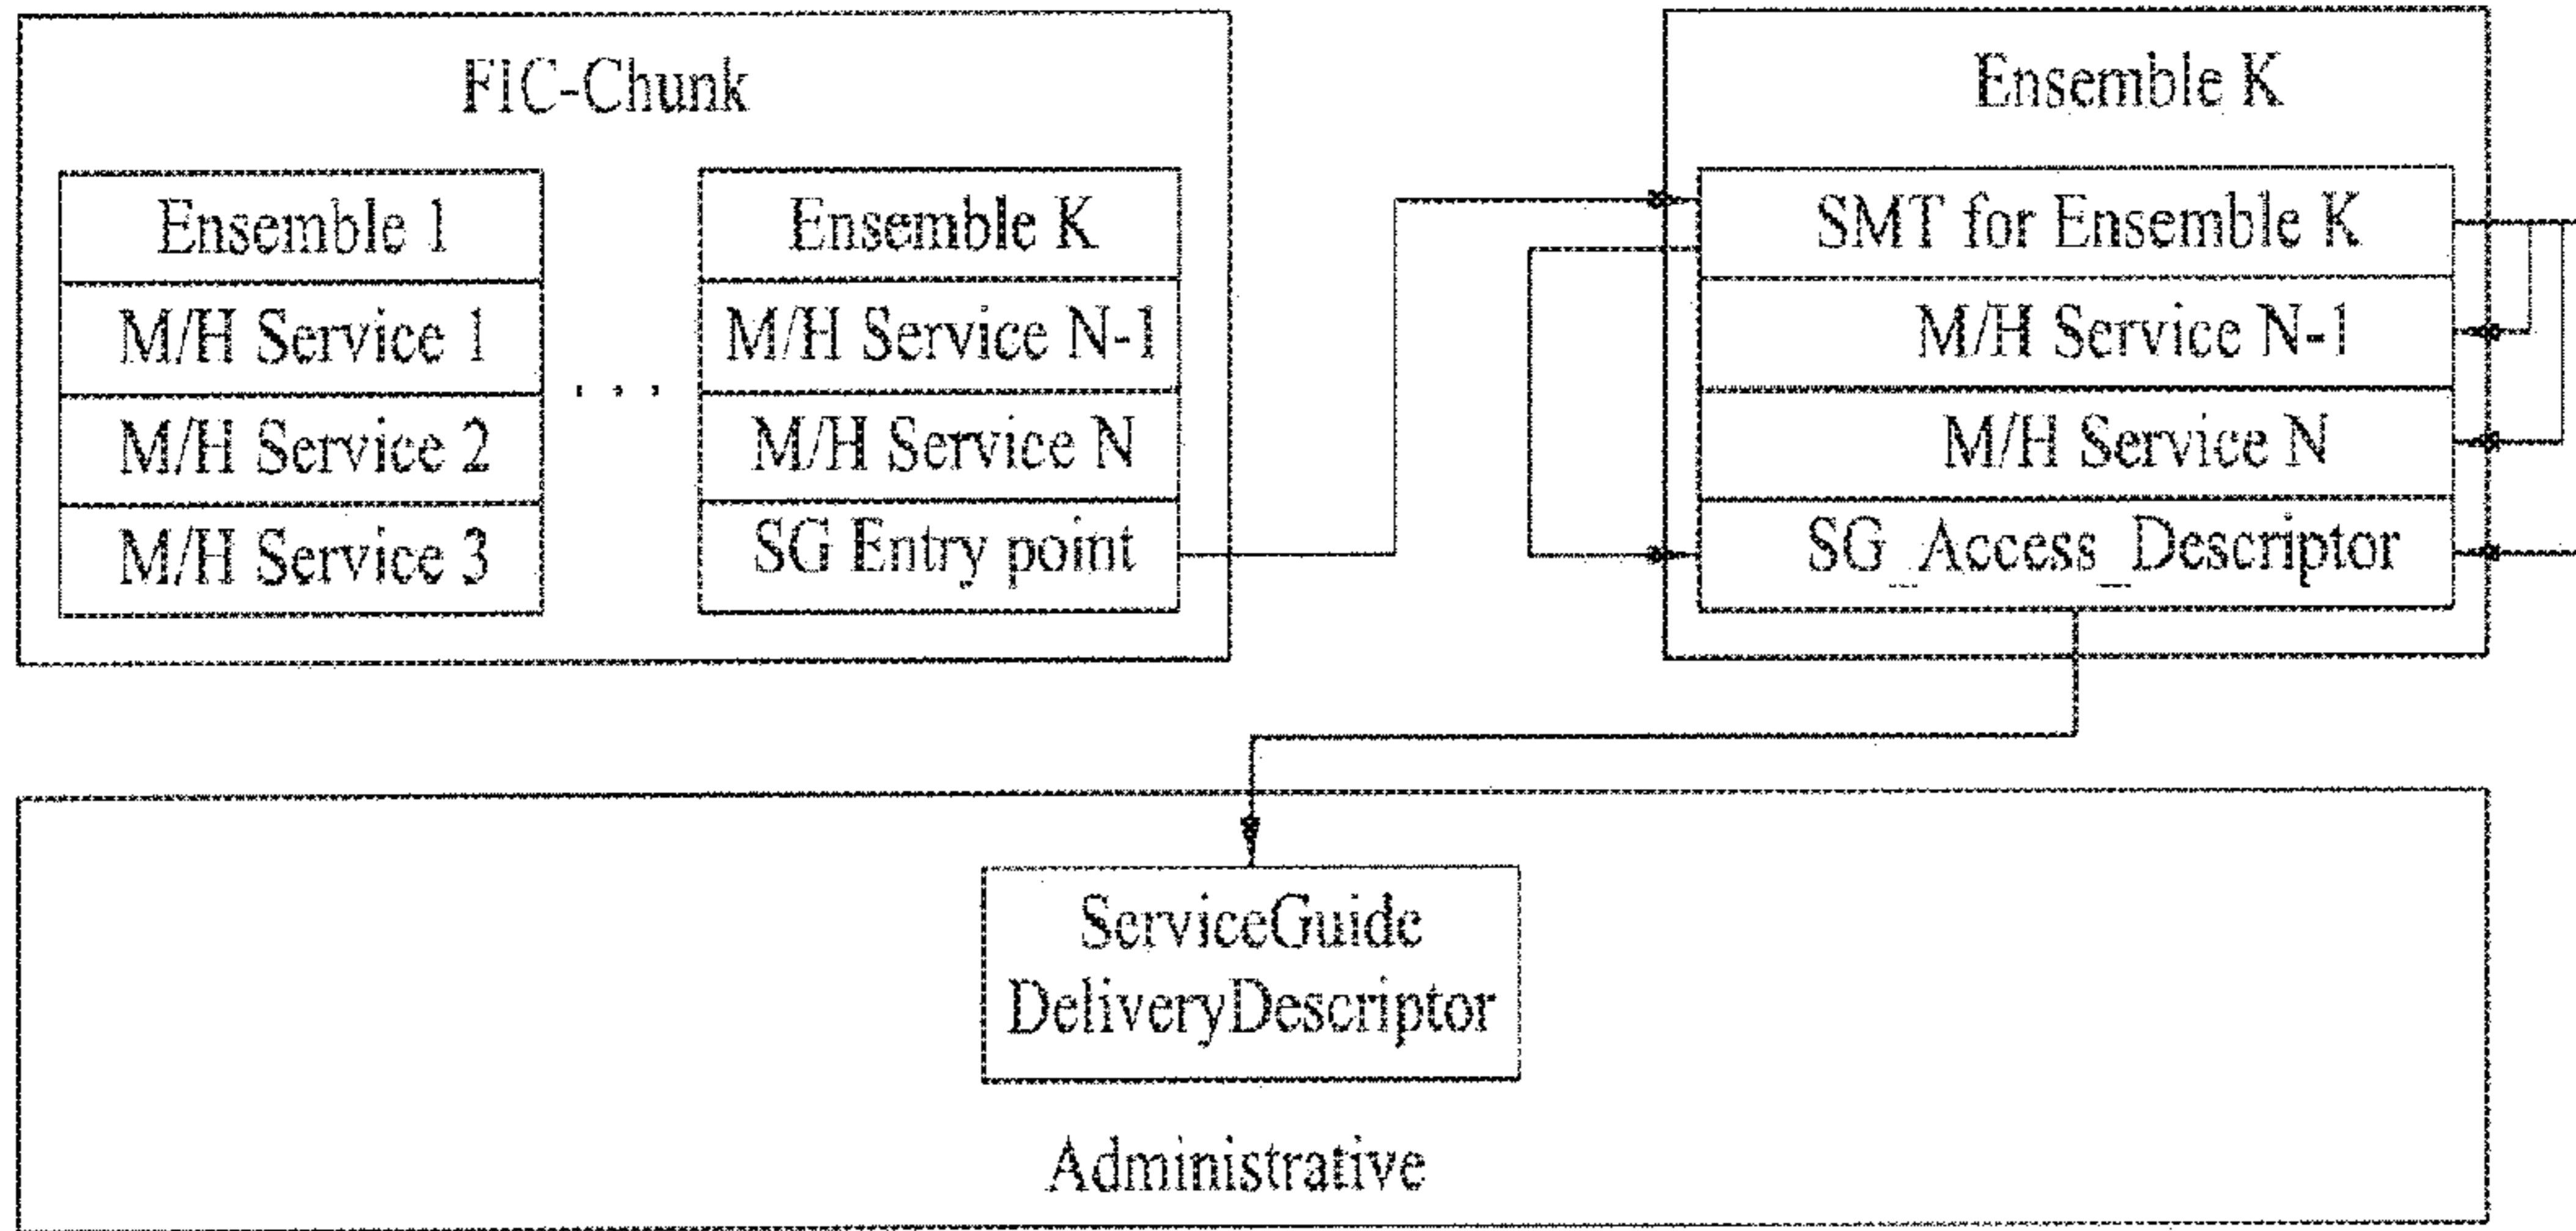 FIC-Chunk
Ensemble 1
M/H Service 1
M/H Service 2
M/H Service 3
. . .
Ensemble K
M/H Service N-1
M/H Service N
SG Entry point
Ensemble K
SMT for Ensemble K
M/H Service N-1
M/H Service N
SG_Access_Descriptor
ServiceGuide
DeliveryDescriptor
Administrative